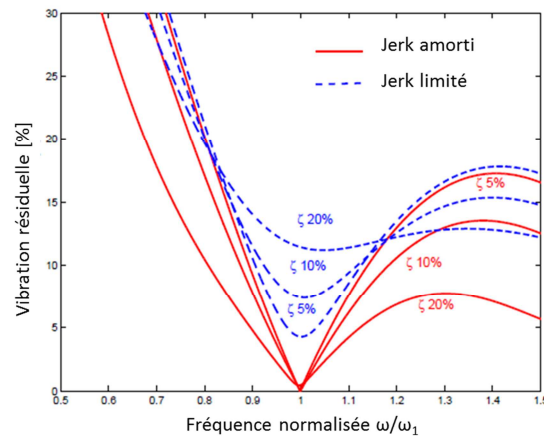 30
25
20
15
10
5
0
Vibration résiduelle [%]
Jerk amorti
Jerk limité
ζ 20%
ζ 10%
ζ 5%
ζ 5%
ζ 10%
ζ 20%
0.5 0.6 0.7 0.8 0.9 1 1.1 1.2 1.3 1.4 1.5
Fréquence normalisée ω/ω₁